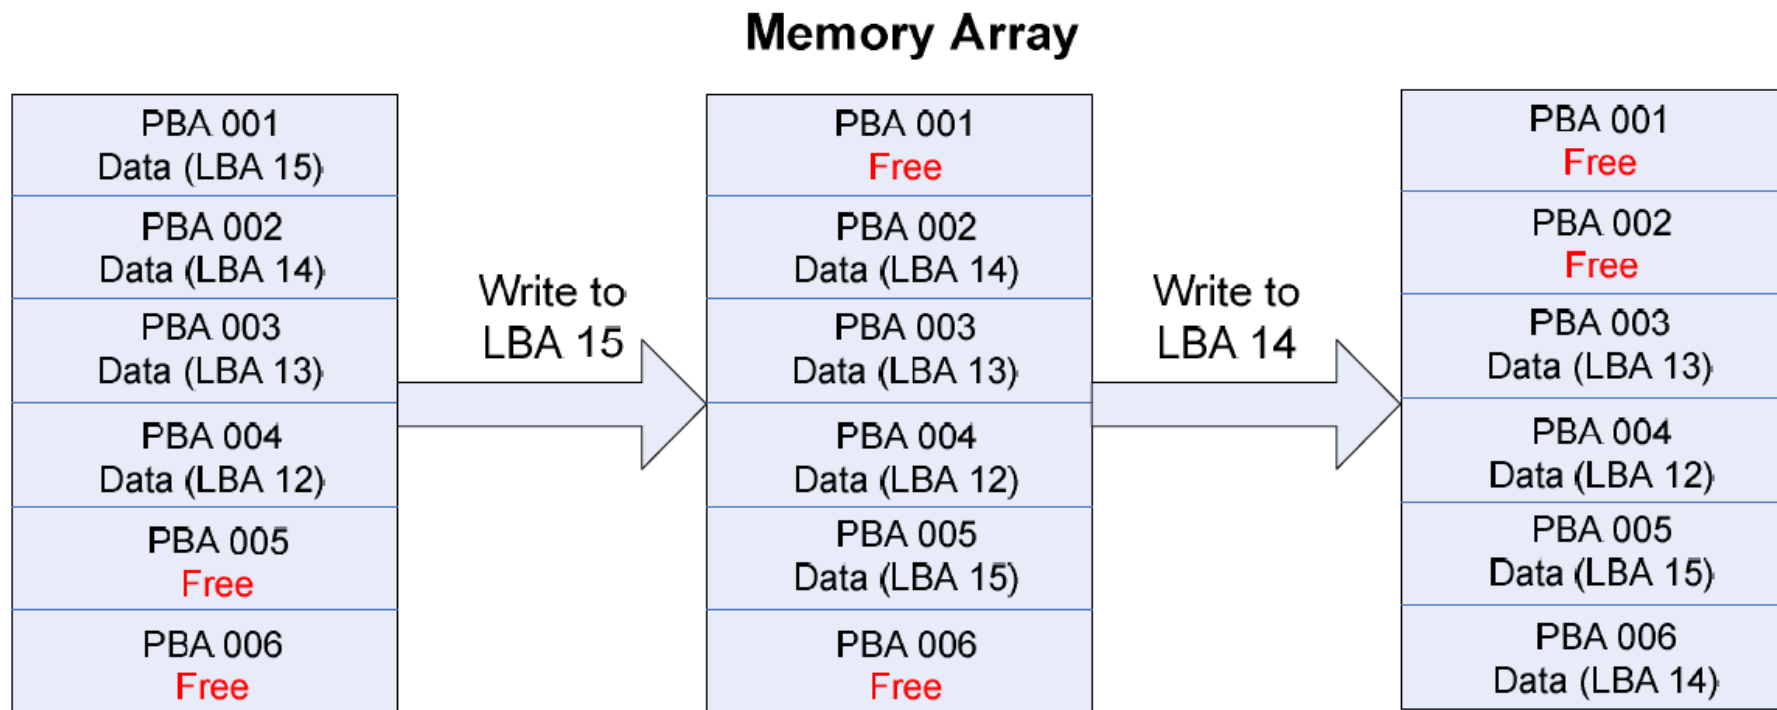 Memory Array
PBA 001
Data (LBA 15)
PBA 002
Data (LBA 14)
PBA 003
Data (LBA 13)
PBA 004
Data (LBA 12)
PBA 005
Free
PBA 006
Free
Write to
LBA 15
PBA 001
Free
PBA 002
Data (LBA 14)
PBA 003
Data (LBA 13)
PBA 004
Data (LBA 12)
PBA 005
Data (LBA 15)
PBA 006
Free
Write to
LBA 14
PBA 001
Free
PBA 002
Free
PBA 003
Data (LBA 13)
PBA 004
Data (LBA 12)
PBA 005
Data (LBA 15)
PBA 006
Data (LBA 14)